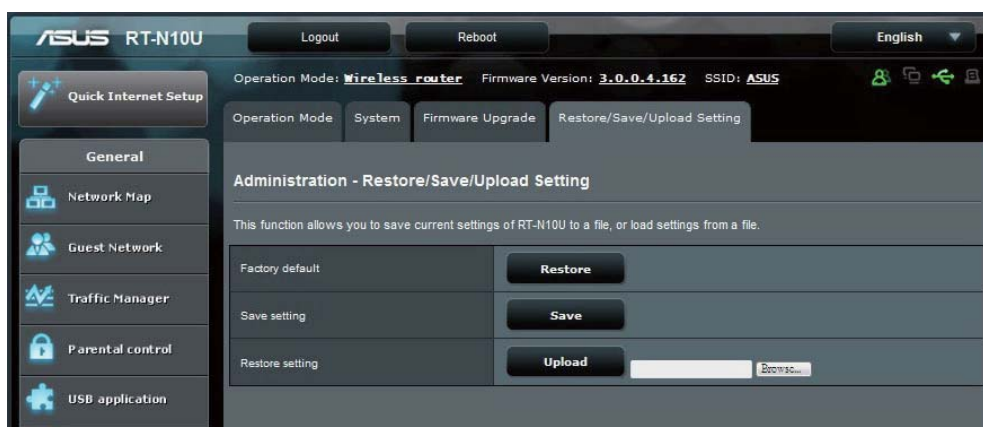 ASUS RT-N10U Logout Reboot English
Quick Internet Setup
Operation Mode: Wireless router Firmware Version: 3.0.0.4.162 SSID: ASUS
Operation Mode System Firmware Upgrade Restore/Save/Upload Setting
General
Network Map
Guest Network
Traffic Manager
Parental control
USB application
Administration - Restore/Save/Upload Setting
This function allows you to save current settings of RT-N10U to a file, or load settings from a file.
Factory default Restore
Save setting Save
Restore setting Upload Browse...